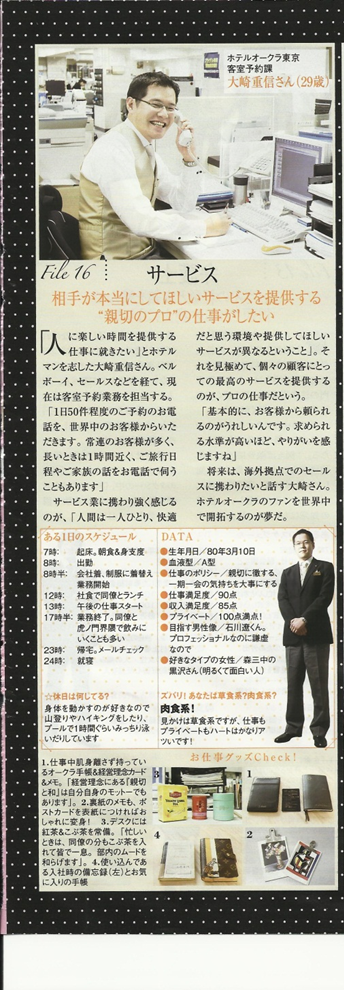 ホテルオークラ東京
客室予約課
大崎重信さん(29歳)
File 16
サービス
相手が本当にしてほしいサービスを提供する
“親切のプロ”の仕事がしたい
「人に楽しい時間を提供する
仕事に就きたい」とホテル
マンを志した大崎重信さん。ベル
ボーイ、セールスなどを経て、現
在は客室予約業務を担当する。
「1日50件程度のご予約のお電
話を、世界中のお客様からいた
だきます。常連のお客様が多く、
長いときは1時間近く、ご旅行日
程やご家族の話をお電話で伺う
こともあります」
サービス業に携わり強く感じる
のが、「人間は一人ひとり、快適
だと思う環境や提供してほしい
サービスが異なるということ」。そ
れを見極めて、個々の顧客にとっ
ての最高のサービスを提供する
のが、プロの仕事だという。
「基本的に、お客様から頼られ
るのがうれしいんです。求められ
る水準が高いほど、やりがいを感
じますね」
将来は、海外拠点でのセール
スに携わりたいと話す大崎さん。
ホテルオークラのファンを世界中
で開拓するのが夢だ。
ある1日のスケジュール
7時: 起床。朝食&身支度
8時: 出勤
8時半: 会社着、制服に着替え
業務開始
12時: 社食で同僚とランチ
13時: 午後の仕事スタート
17時半: 業務終了。同僚と
虎ノ門界隈で飲みに
いくことも多い
23時: 帰宅。メールチェック
24時: 就寝
☆休日は何してる?
身体を動かすのが好きなので
山登りやハイキングをしたり、
プールで1時間ぐらいみっちり泳
いだりしています
DATA
●生年月日/80年3月10日
●血液型/A型
●仕事のポリシー/親切に徹する、
一期一会の気持ちを大事にする
●仕事満足度/90点
●収入満足度/85点
●プライベート/100点満点!
●目指す男性像/石川遼くん。
プロフェッショナルなのに謙虚
なので
●好きなタイプの女性/森三中の
黒沢さん(明るくて面白い人)
ズバリ!あなたは草食系?肉食系?
肉食系!
見かけは草食系ですが、仕事も
プライベートもハートはかなりア
ツいです!
お仕事グッズCheck!
1.仕事中肌身離さず持ってい
るオークラ手帳&経営理念カード
&メモ。「経営理念にある「親切
と和」は自分自身のモットーでも
あります」。2.裏紙のメモも、ポ
ストカードを表紙につければお
しゃれに変身! 3.デスクには
紅茶&こぶ茶を常備。「忙しい
ときは、同僚の分もこぶ茶を入
れて皆で一息。部内のムードを
和らげます」。4.使い込んであ
る入社時の備忘録(左)とお気
に入りの手帳
3
1
4
2